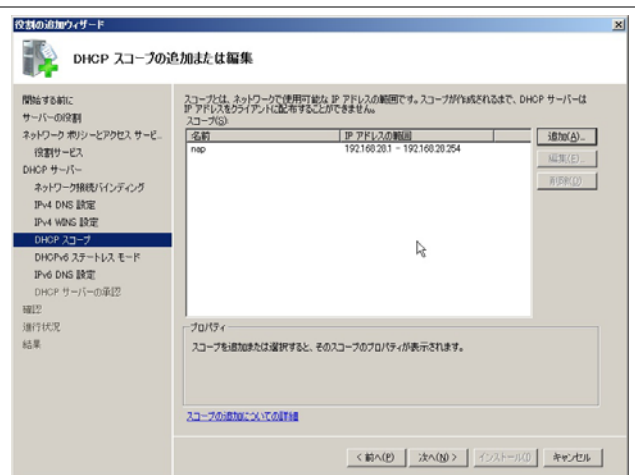 役割の追加ウィザード
DHCP スコープの追加または編集
開始する前に
サーバーの役割
ネットワーク ポリシーとアクセス サービ...
役割サービス
DHCP サーバー
ネットワーク接続バインディング
IPv4 DNS 設定
IPv4 WINS 設定
DHCP スコープ
DHCPv6 ステートレス モード
IPv6 DNS 設定
DHCP サーバーの承認
確認
進行状況
結果
スコープとは、ネットワークで使用可能な IP アドレスの範囲です。スコープが作成されるまで、DHCP サーバーは
IP アドレスをクライアントに配布することができません。
スコープ(S):
名前 IP アドレスの範囲
nap 192.168.20.1 - 192.168.20.254
追加(A)...
編集(E)...
削除(D)
プロパティ
スコープを追加または選択すると、そのスコープのプロパティが表示されます。
スコープの追加についての詳細
< 前へ(P) 次へ(N) > インストール(I) キャンセル